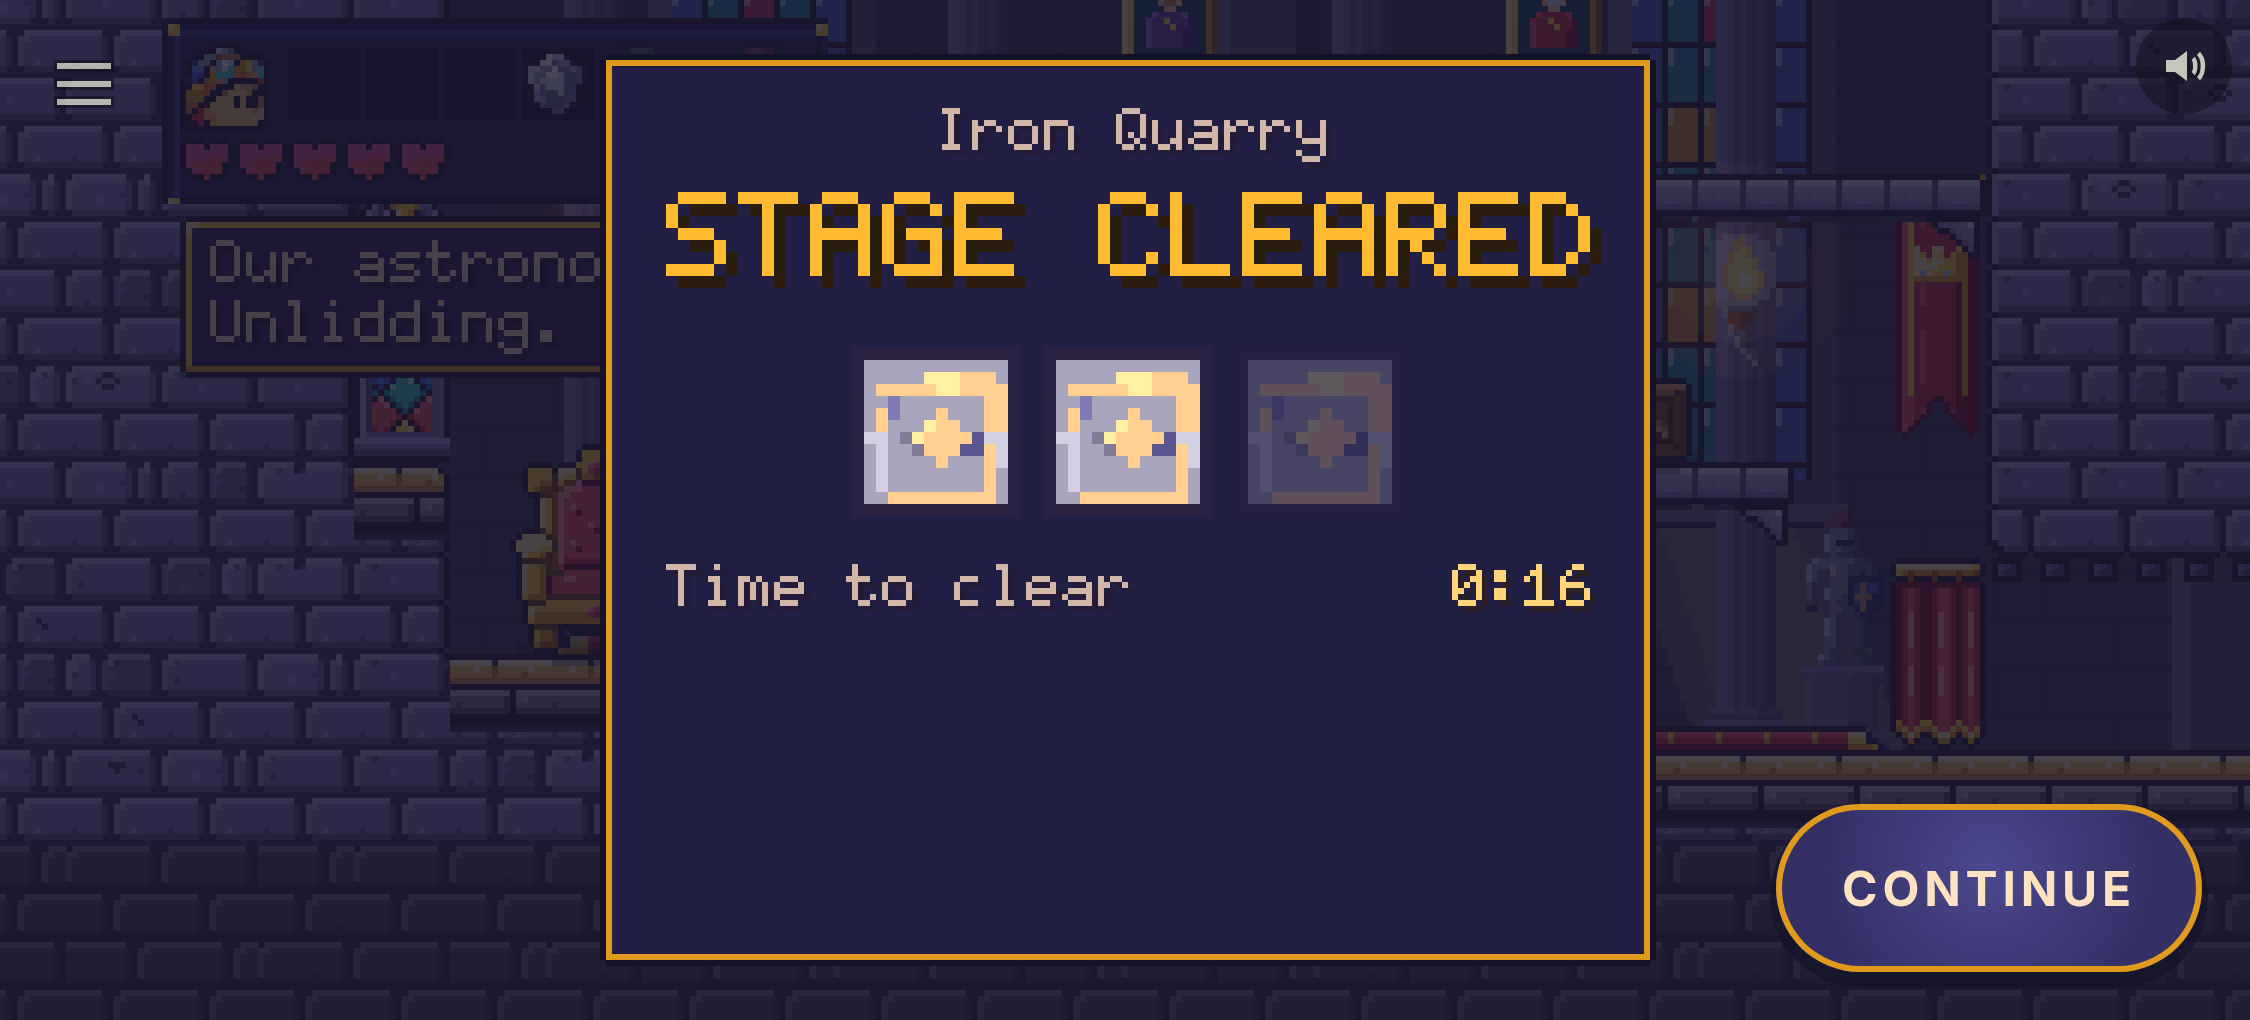 Iron Quarry
STAGE CLEARED
Our astrono
Unlidding.
Time to clear 0:16
CONTINUE